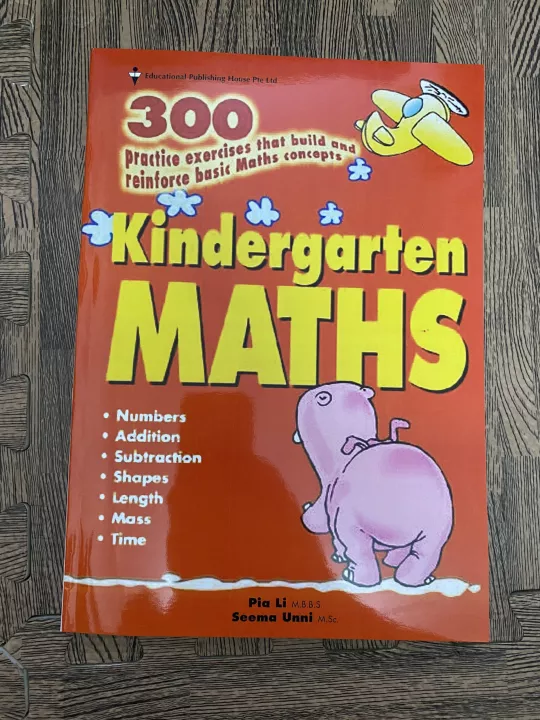 Educational Publishing House Pte Ltd
300
practice exercises that build and
reinforce basic Maths concepts
Kindergarten
MATHS
• Numbers
• Addition
• Subtraction
• Shapes
• Length
• Mass
• Time
Pia Li M.B.B.S
Seema Unni M.Sc.